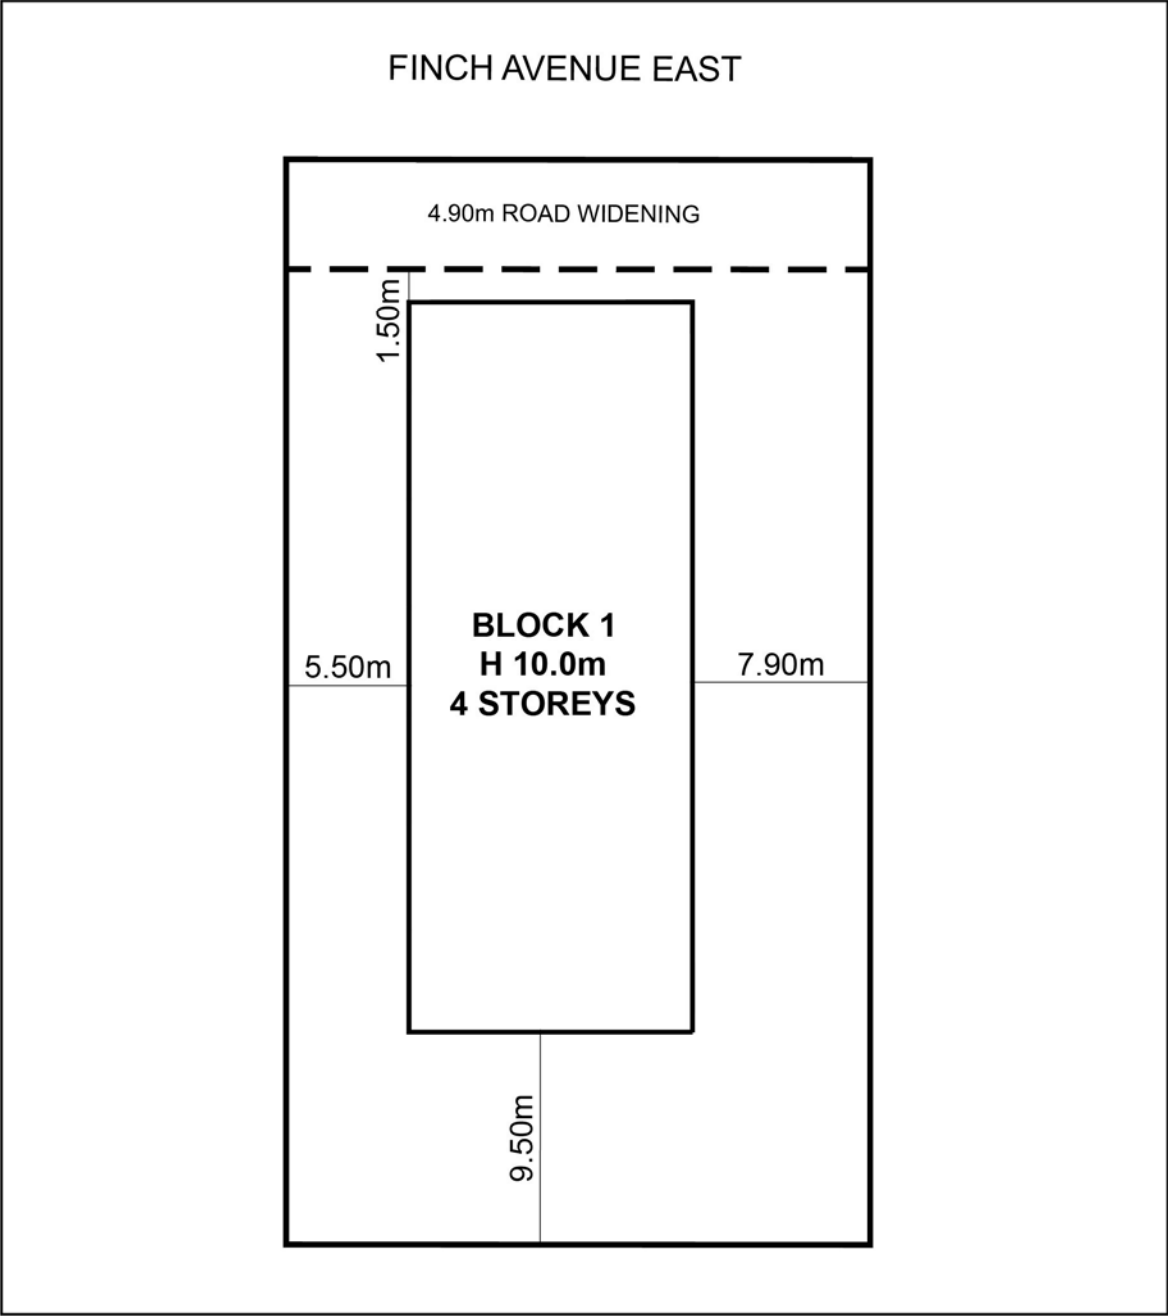 FINCH AVENUE EAST
4.90m ROAD WIDENING
1.50m
BLOCK 1
H 10.0m
4 STOREYS
5.50m
7.90m
9.50m